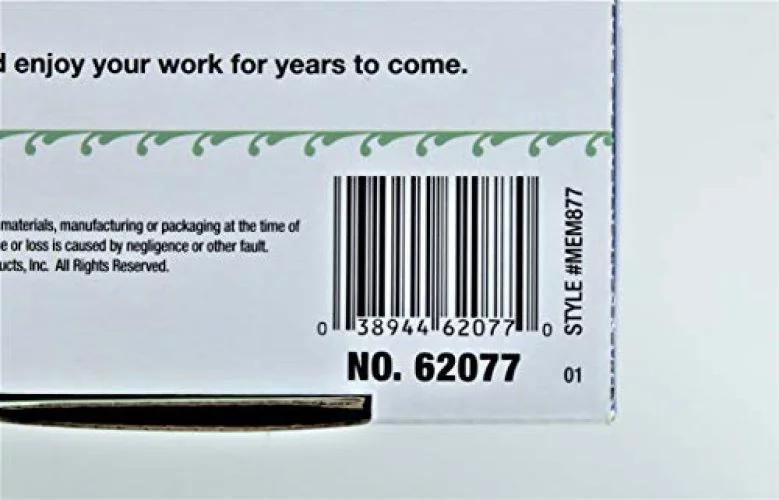 enjoy your work for years to come.
materials, manufacturing or packaging at the time of
e or loss is caused by negligence or other fault.
ucts, Inc. All Rights Reserved.
STYLE #MEM877
0 38944 62077 0
NO. 62077
01